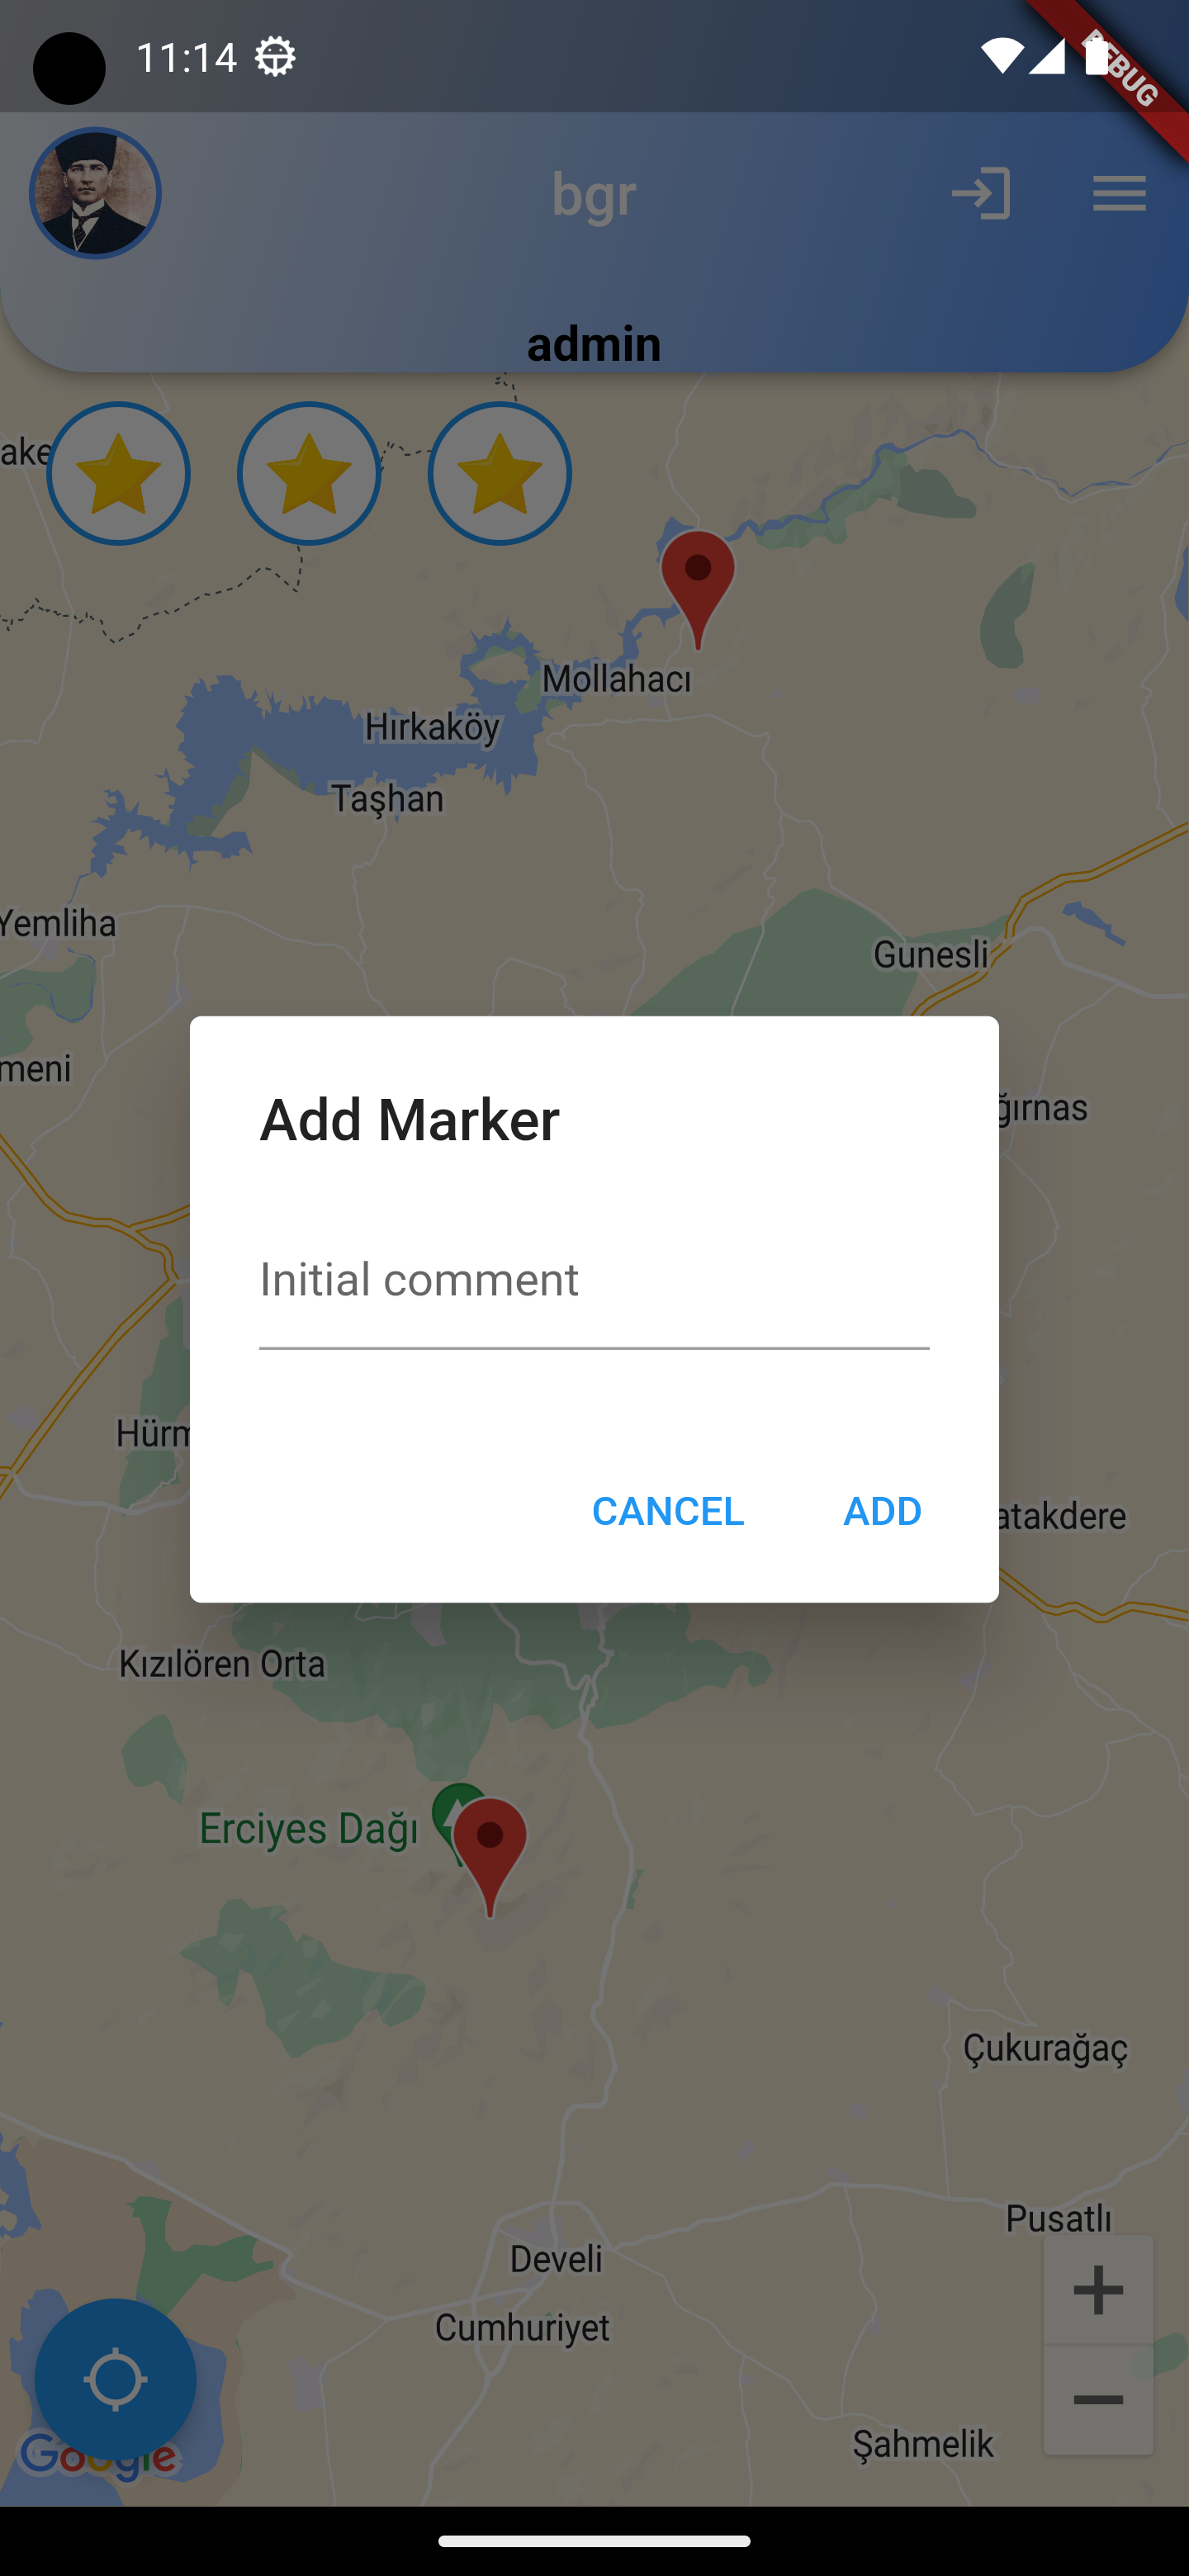 11:14
DEBUG
bgr
admin
ake
Mollahacı
Hırkaköy
Taşhan
Yemliha
Gunesli
meni
ğırnas
Add Marker
Initial comment
Hürm
CANCEL
ADD
atakdere
Kızılören Orta
Erciyes Dağı
Çukurağaç
Pusatlı
Develi
Cumhuriyet
Şahmelik
Google